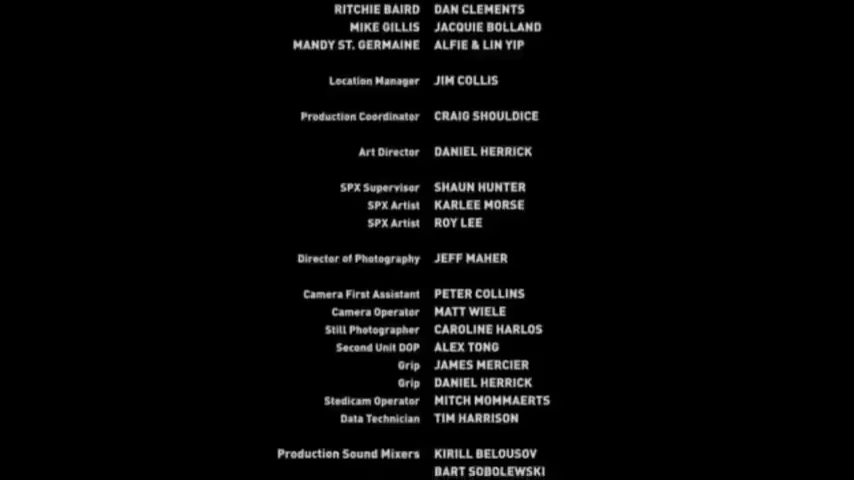 RITCHIE BAIRD DAN CLEMENTS
MIKE GILLIS JACQUIE BOLLAND
MANDY ST. GERMAINE ALFIE & LIN YIP
Location Manager JIM COLLIS
Production Coordinator CRAIG SHOULDICE
Art Director DANIEL HERRICK
SPX Supervisor SHAUN HUNTER
SPX Artist KARLEE MORSE
SPX Artist ROY LEE
Director of Photography JEFF MAHER
Camera First Assistant PETER COLLINS
Camera Operator MATT WIELE
Still Photographer CAROLINE HARLOS
Second Unit DOP ALEX TONG
Grip JAMES MERCIER
Grip DANIEL HERRICK
Stedicam Operator MITCH MOMMAERTS
Data Technician TIM HARRISON
Production Sound Mixers KIRILL BELOUSOV
BART SOBOLEWSKI